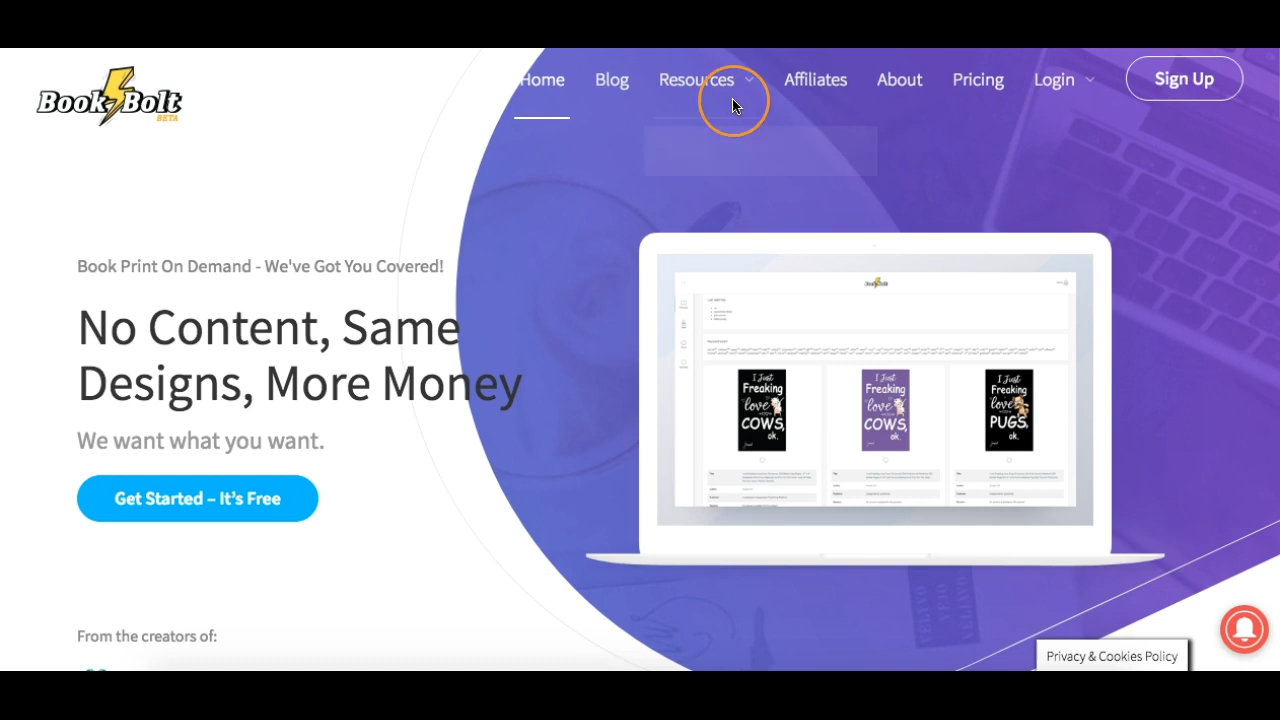 Book Bolt
BETA
Home Blog Resources Affiliates About Pricing Login Sign Up
Book Print On Demand - We've Got You Covered!
No Content, Same
Designs, More Money
We want what you want.
Get Started – It's Free
I Just
Freaking
love
COWS,
ok.
I Just
Freaking
love
COWS,
ok.
I Just
Freaking
love
PUGS,
ok.
From the creators of:
Privacy & Cookies Policy